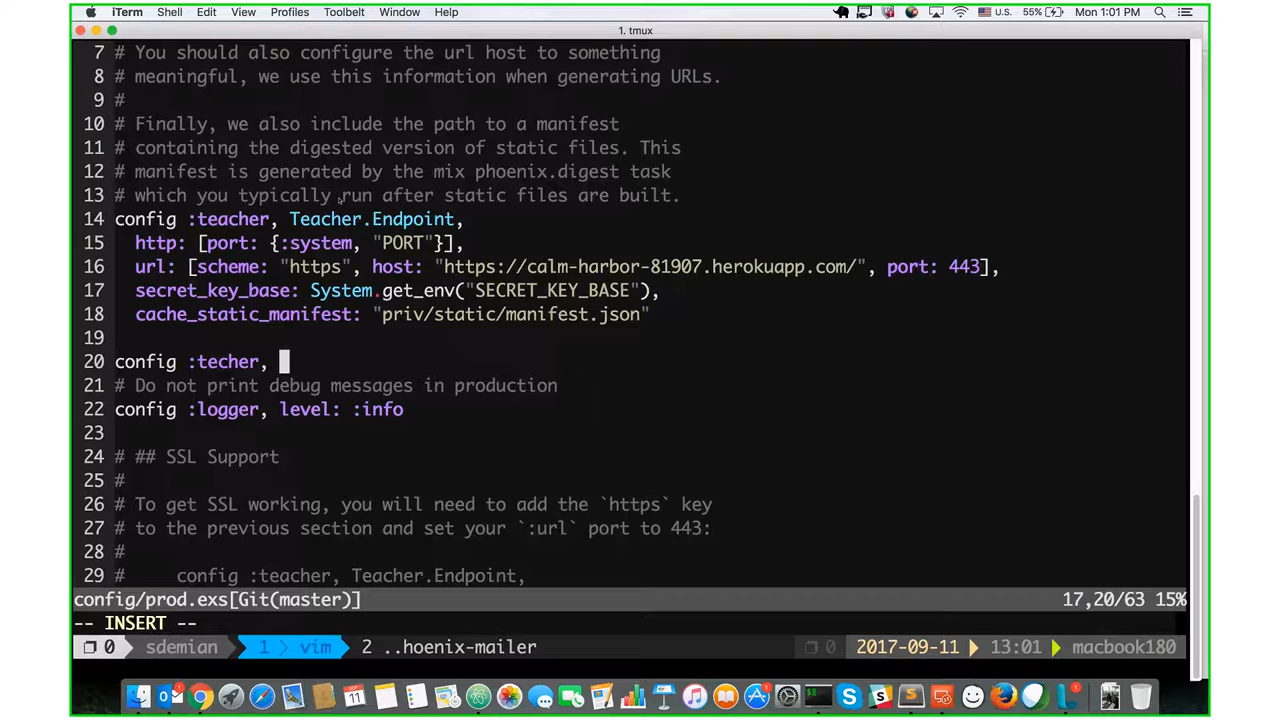 iTerm Shell Edit View Profiles Toolbelt Window Help U.S. 55% Mon 1:01 PM
1. tmux
7 # You should also configure the url host to something
8 # meaningful, we use this information when generating URLs.
9 #
10 # Finally, we also include the path to a manifest
11 # containing the digested version of static files. This
12 # manifest is generated by the mix phoenix.digest task
13 # which you typically run after static files are built.
14 config :teacher, Teacher.Endpoint,
15 http: [port: {:system, "PORT"}],
16 url: [scheme: "https", host: "https://calm-harbor-81907.herokuapp.com/", port: 443],
17 secret_key_base: System.get_env("SECRET_KEY_BASE"),
18 cache_static_manifest: "priv/static/manifest.json"
19
20 config :techer,
21 # Do not print debug messages in production
22 config :logger, level: :info
23
24 # ## SSL Support
25 #
26 # To get SSL working, you will need to add the `https` key
27 # to the previous section and set your `:url` port to 443:
28 #
29 # config :teacher, Teacher.Endpoint,
config/prod.exs[Git(master)] 17,20/63 15%
-- INSERT --
0 sdemian 1 vim 2 ..hoenix-mailer 0 2017-09-11 13:01 macbook180